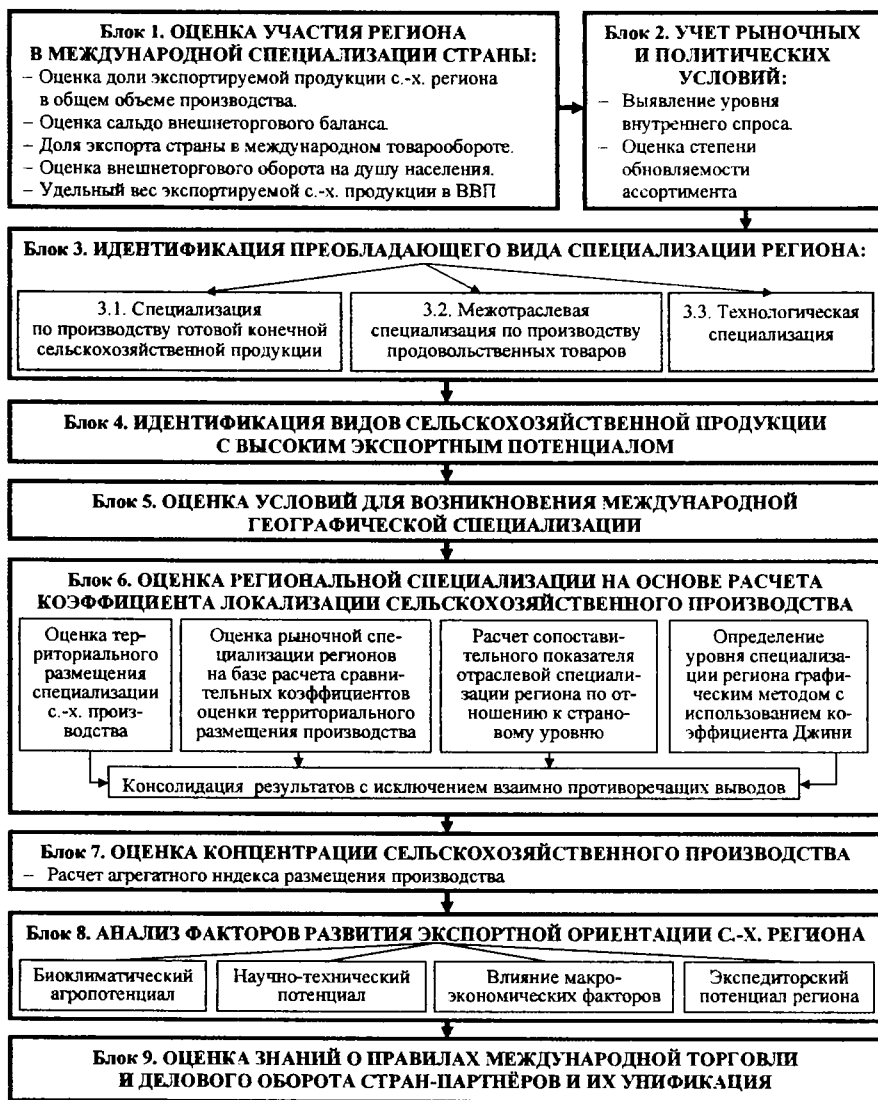 Блок 1. ОЦЕНКА УЧАСТИЯ РЕГИОНА
В МЕЖДУНАРОДНОЙ СПЕЦИАЛИЗАЦИИ СТРАНЫ:
– Оценка доли экспортируемой продукции с.-х. региона
в общем объеме производства.
– Оценка сальдо внешнеторгового баланса.
– Доля экспорта страны в международном товарообороте.
– Оценка внешнеторгового оборота на душу населения.
– Удельный вес экспортируемой с.-х. продукции в ВВП
Блок 2. УЧЕТ РЫНОЧНЫХ
И ПОЛИТИЧЕСКИХ
УСЛОВИЙ:
– Выявление уровня
внутреннего спроса.
– Оценка степени
обновляемости
ассортимента
Блок 3. ИДЕНТИФИКАЦИЯ ПРЕОБЛАДАЮЩЕГО ВИДА СПЕЦИАЛИЗАЦИИ РЕГИОНА:
3.1. Специализация
по производству готовой конечной
сельскохозяйственной продукции
3.2. Межотраслевая
специализация по производству
продовольственных товаров
3.3. Технологическая
специализация
Блок 4. ИДЕНТИФИКАЦИЯ ВИДОВ СЕЛЬСКОХОЗЯЙСТВЕННОЙ ПРОДУКЦИИ
С ВЫСОКИМ ЭКСПОРТНЫМ ПОТЕНЦИАЛОМ
Блок 5. ОЦЕНКА УСЛОВИЙ ДЛЯ ВОЗНИКНОВЕНИЯ МЕЖДУНАРОДНОЙ
ГЕОГРАФИЧЕСКОЙ СПЕЦИАЛИЗАЦИИ
Блок 6. ОЦЕНКА РЕГИОНАЛЬНОЙ СПЕЦИАЛИЗАЦИИ НА ОСНОВЕ РАСЧЕТА
КОЭФФИЦИЕНТА ЛОКАЛИЗАЦИИ СЕЛЬСКОХОЗЯЙСТВЕННОГО ПРОИЗВОДСТВА
Оценка тер-
риториального
размещения
специализации
с.-х. произ-
водства
Оценка рыночной спе-
циализации регионов
на базе расчета сравни-
тельных коэффициентов
оценки территориального
размещения производства
Расчет сопостави-
тельного показателя
отраслевой специали-
зации региона по от-
ношению к страно-
вому уровню
Определение
уровня специализа-
ции региона графи-
ческим методом с
использованием ко-
эффициента Джини
Консолидация результатов с исключением взаимно противоречащих выводов
Блок 7. ОЦЕНКА КОНЦЕНТРАЦИИ СЕЛЬСКОХОЗЯЙСТВЕННОГО ПРОИЗВОДСТВА
– Расчет агрегатного индекса размещения производства
Блок 8. АНАЛИЗ ФАКТОРОВ РАЗВИТИЯ ЭКСПОРТНОЙ ОРИЕНТАЦИИ С.-Х. РЕГИОНА
Биоклиматический
агропотенциал
Научно-технический
потенциал
Влияние макро-
экономических факторов
Экспедиторский
потенциал региона
Блок 9. ОЦЕНКА ЗНАНИЙ О ПРАВИЛАХ МЕЖДУНАРОДНОЙ ТОРГОВЛИ
И ДЕЛОВОГО ОБОРОТА СТРАН-ПАРТНЁРОВ И ИХ УНИФИКАЦИЯ